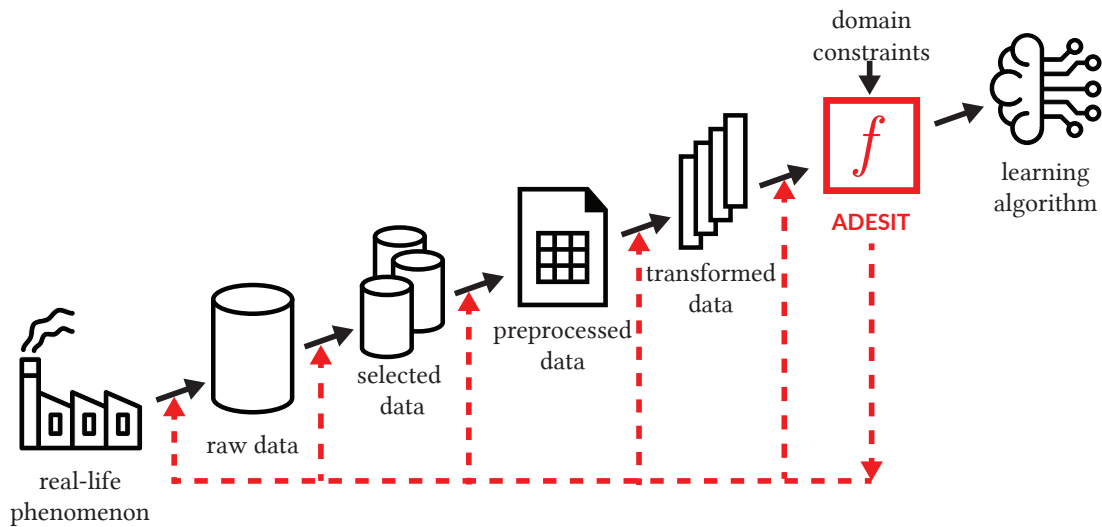 real-life
phenomenon
raw data
selected
data
preprocessed
data
transformed
data
domain
constraints
f
ADESIT
learning
algorithm